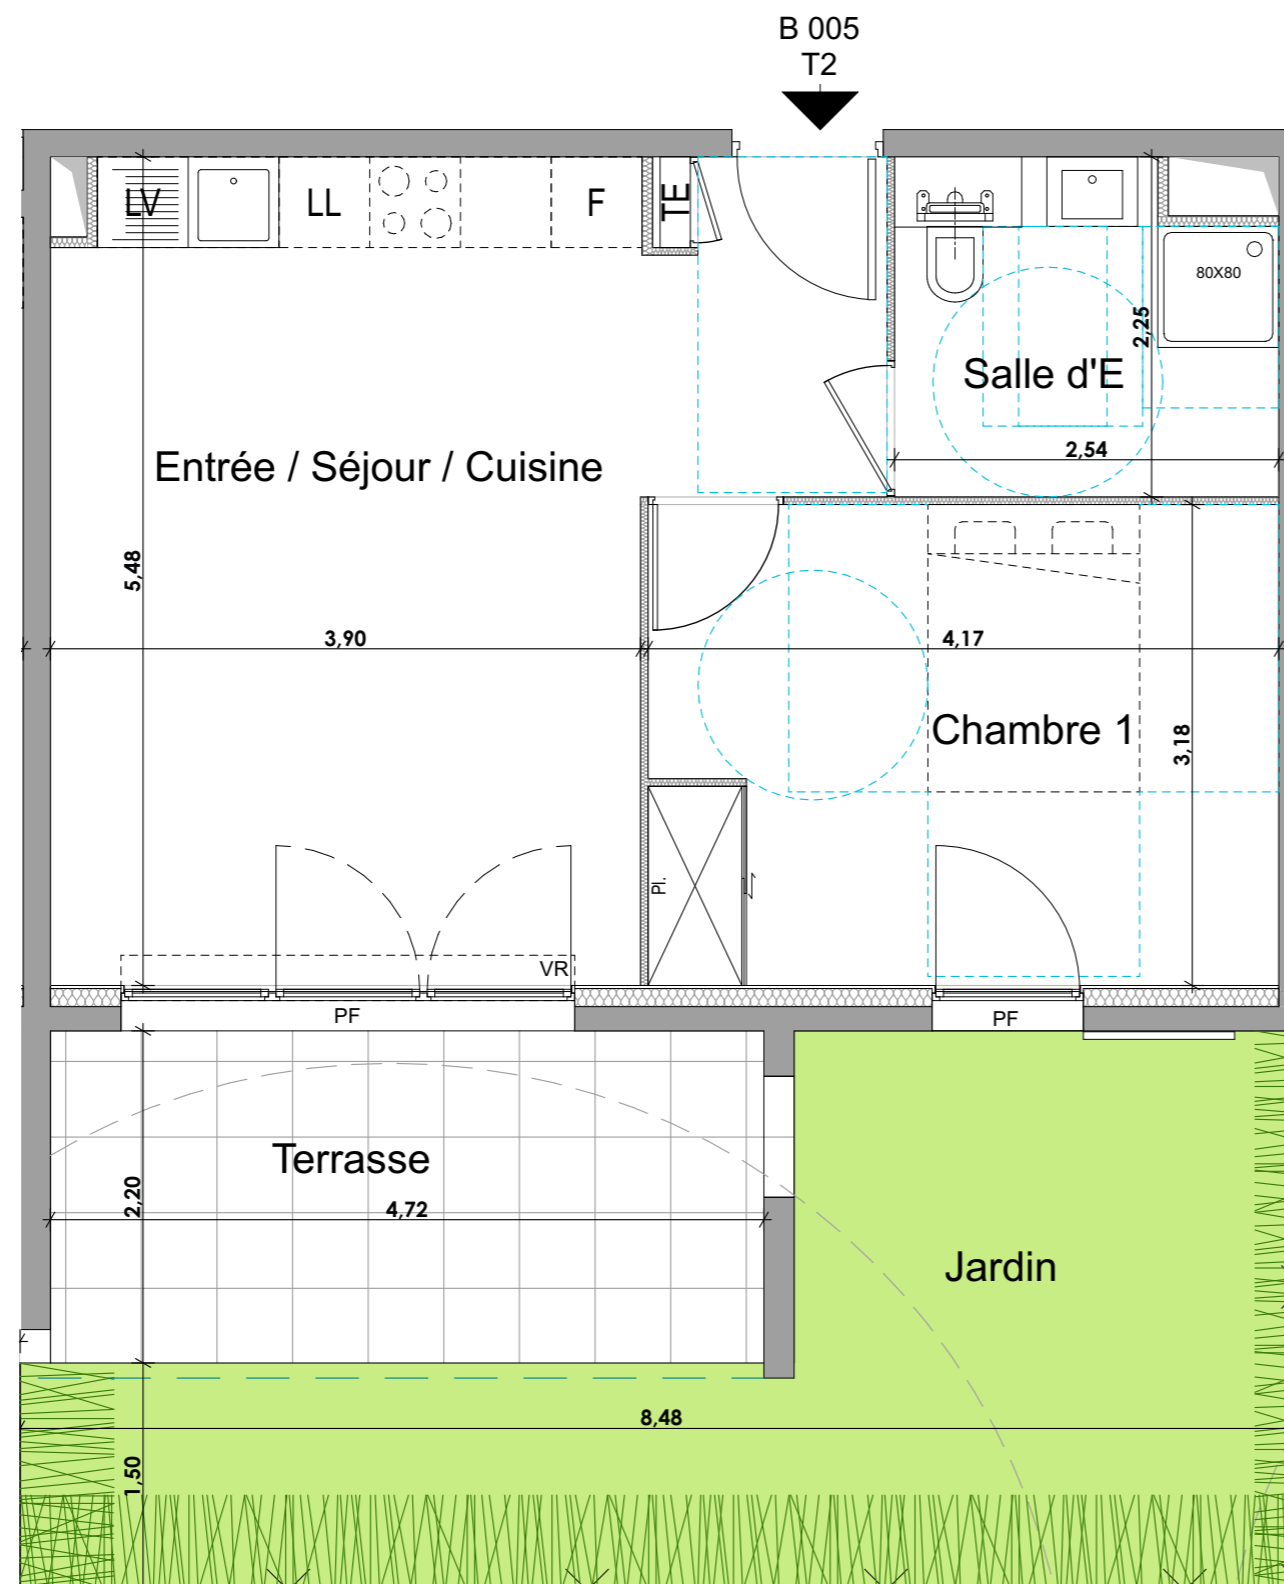 B 005
T2
LV
LL
F
TE
80X80
2,25
Salle d'E
2,54
Entrée / Séjour / Cuisine
5,48
3,90
4,17
Chambre 1
3,18
Pl.
VR
PF
PF
Terrasse
2,20
4,72
Jardin
8,48
1,50